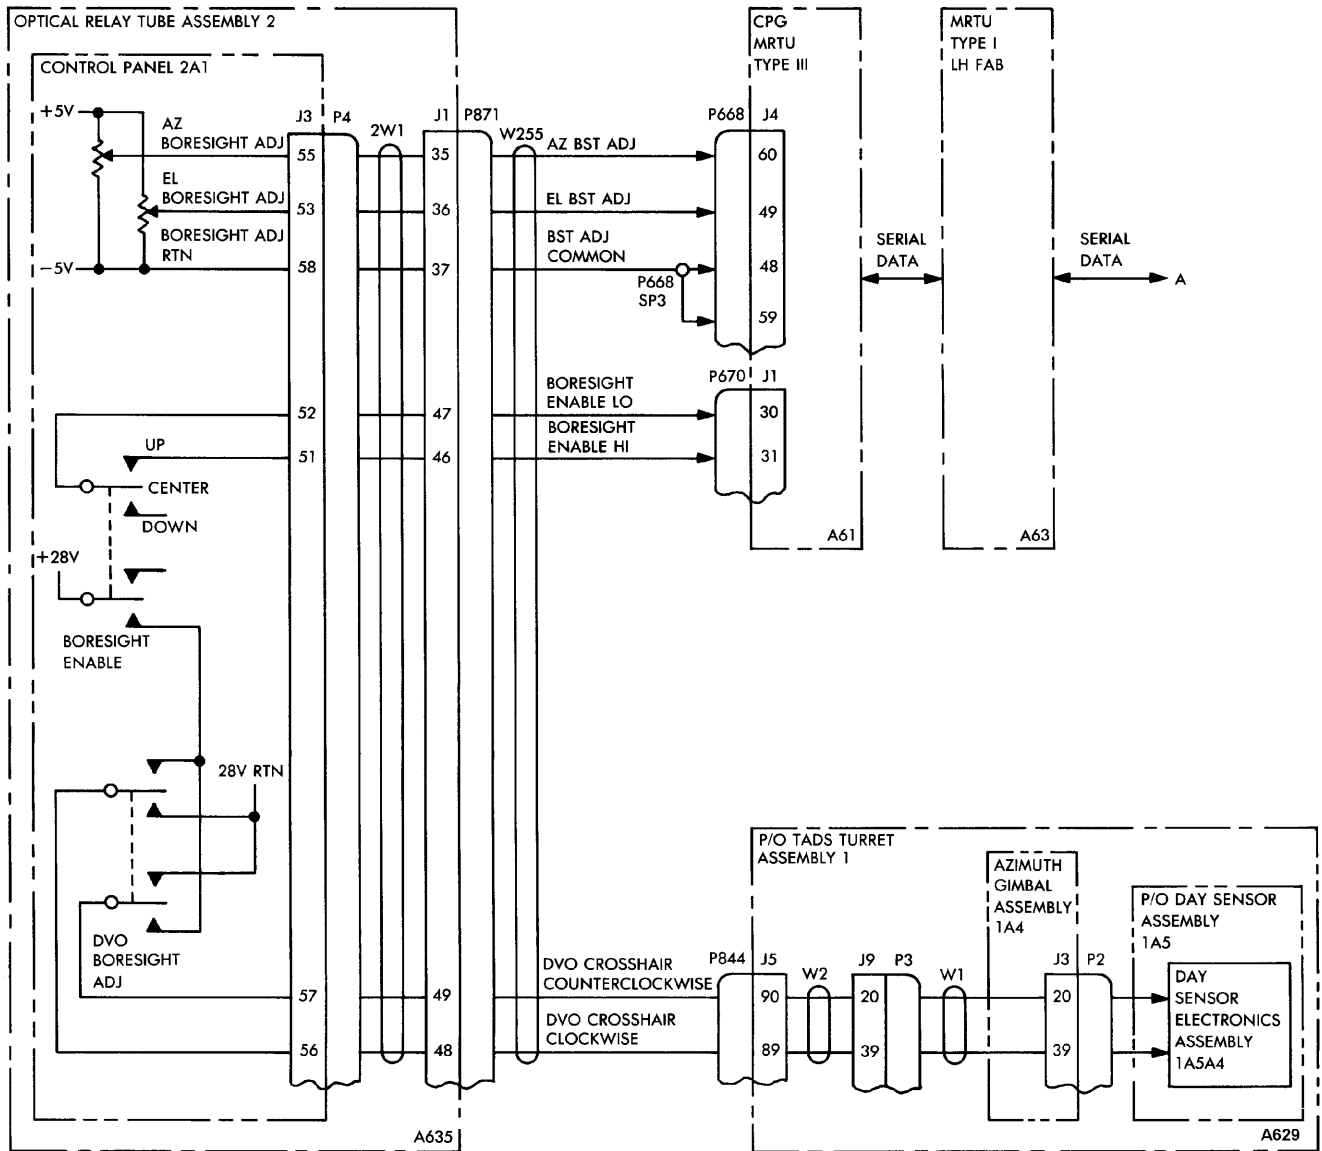 OPTICAL RELAY TUBE ASSEMBLY 2
CONTROL PANEL 2A1
+5V
AZ
BORESIGHT ADJ
EL
BORESIGHT ADJ
BORESIGHT ADJ
RTN
−5V
J3 P4
2W1
J1 P871
W255
55
53
58
35
36
37
AZ BST ADJ
EL BST ADJ
BST ADJ
COMMON
P668
SP3
P668 J4
60
49
48
59
CPG
MRTU
TYPE III
SERIAL
DATA
MRTU
TYPE I
LH FAB
SERIAL
DATA
A
52
51
47
46
BORESIGHT
ENABLE LO
BORESIGHT
ENABLE HI
P670 J1
30
31
A61
A63
UP
CENTER
DOWN
+28V
BORESIGHT
ENABLE
28V RTN
DVO
BORESIGHT
ADJ
57
56
49
48
DVO CROSSHAIR
COUNTERCLOCKWISE
DVO CROSSHAIR
CLOCKWISE
P/O TADS TURRET
ASSEMBLY 1
P844 J5
90
89
W2
J9 P3
20
39
W1
AZIMUTH
GIMBAL
ASSEMBLY
1A4
J3 P2
20
39
P/O DAY SENSOR
ASSEMBLY
1A5
DAY
SENSOR
ELECTRONICS
ASSEMBLY
1A5A4
A635
A629